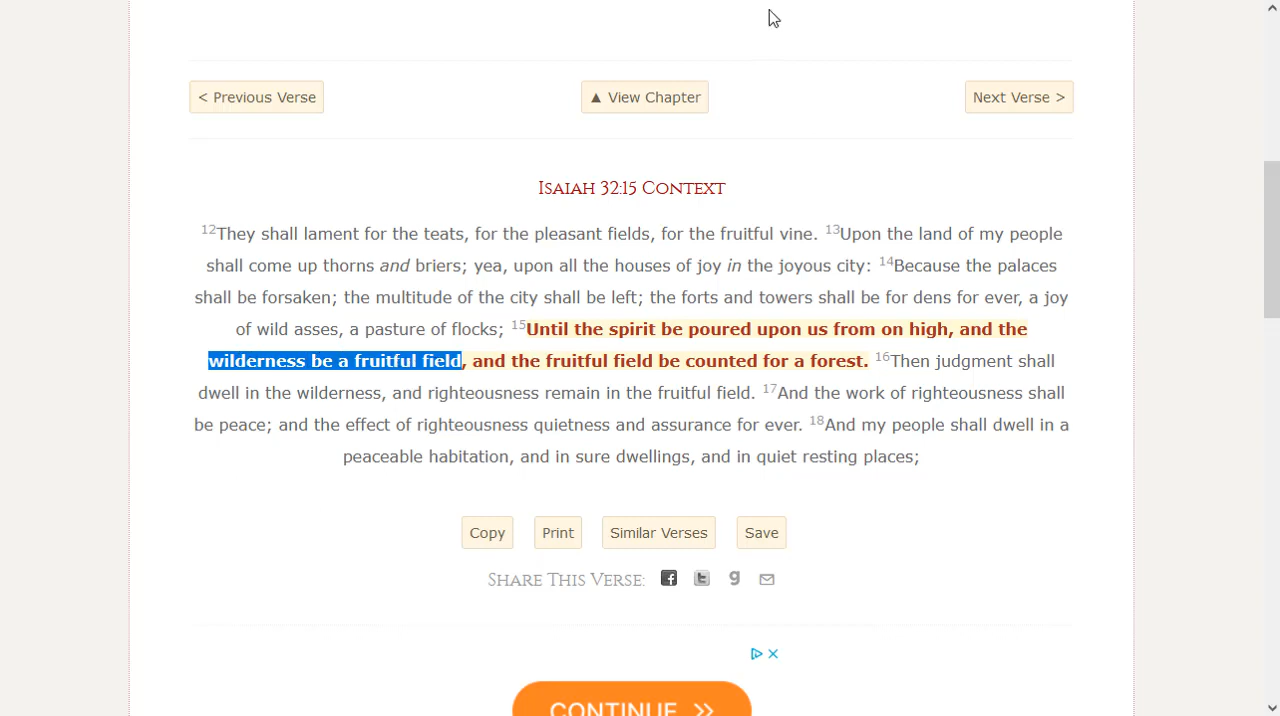 < Previous Verse
▲ View Chapter
Next Verse >
Isaiah 32:15 Context
12They shall lament for the teats, for the pleasant fields, for the fruitful vine. 13Upon the land of my people
shall come up thorns and briers; yea, upon all the houses of joy in the joyous city: 14Because the palaces
shall be forsaken; the multitude of the city shall be left; the forts and towers shall be for dens for ever, a joy
of wild asses, a pasture of flocks; 15Until the spirit be poured upon us from on high, and the
wilderness be a fruitful field, and the fruitful field be counted for a forest. 16Then judgment shall
dwell in the wilderness, and righteousness remain in the fruitful field. 17And the work of righteousness shall
be peace; and the effect of righteousness quietness and assurance for ever. 18And my people shall dwell in a
peaceable habitation, and in sure dwellings, and in quiet resting places;
Copy
Print
Similar Verses
Save
Share This Verse:
CONTINUE >>